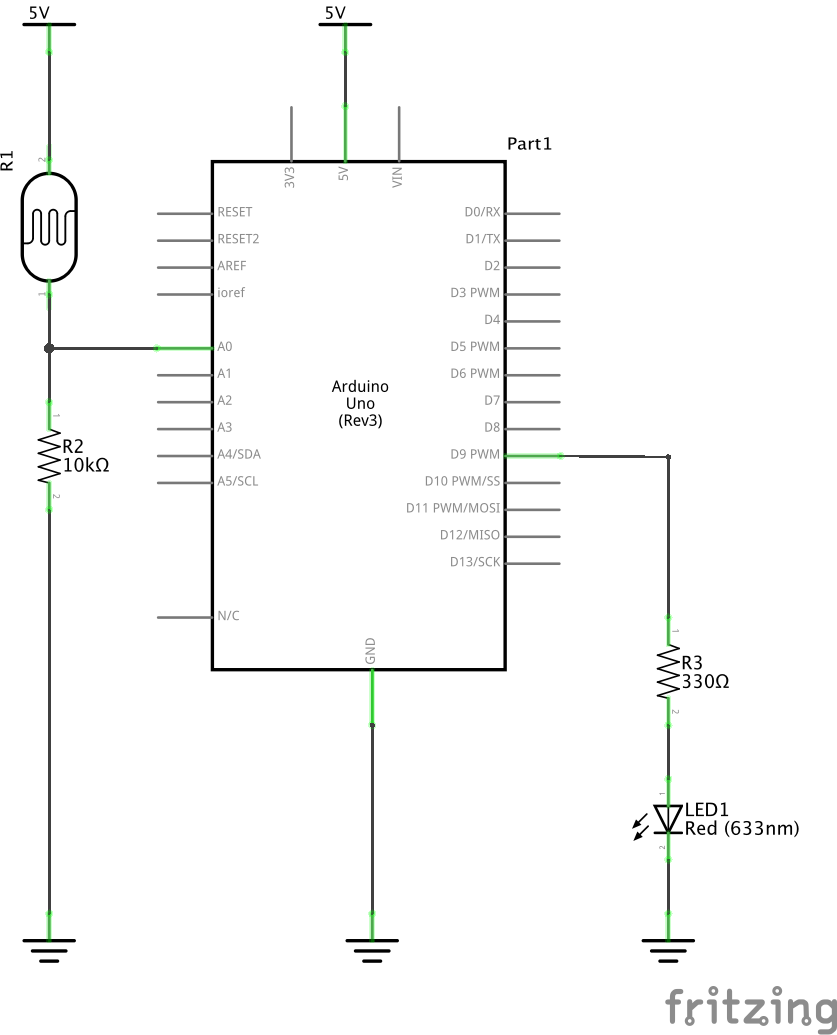 5V
5V
Part1
R1
2
1
3V3
5V
VIN
RESET
RESET2
AREF
ioref
A0
A1
A2
A3
A4/SDA
A5/SCL
N/C
D0/RX
D1/TX
D2
D3 PWM
D4
D5 PWM
D6 PWM
D7
D8
D9 PWM
D10 PWM/SS
D11 PWM/MOSI
D12/MISO
D13/SCK
Arduino
Uno
(Rev3)
GND
1
R2
10kΩ
2
1
R3
330Ω
2
1
LED1
Red (633nm)
2
fritzing